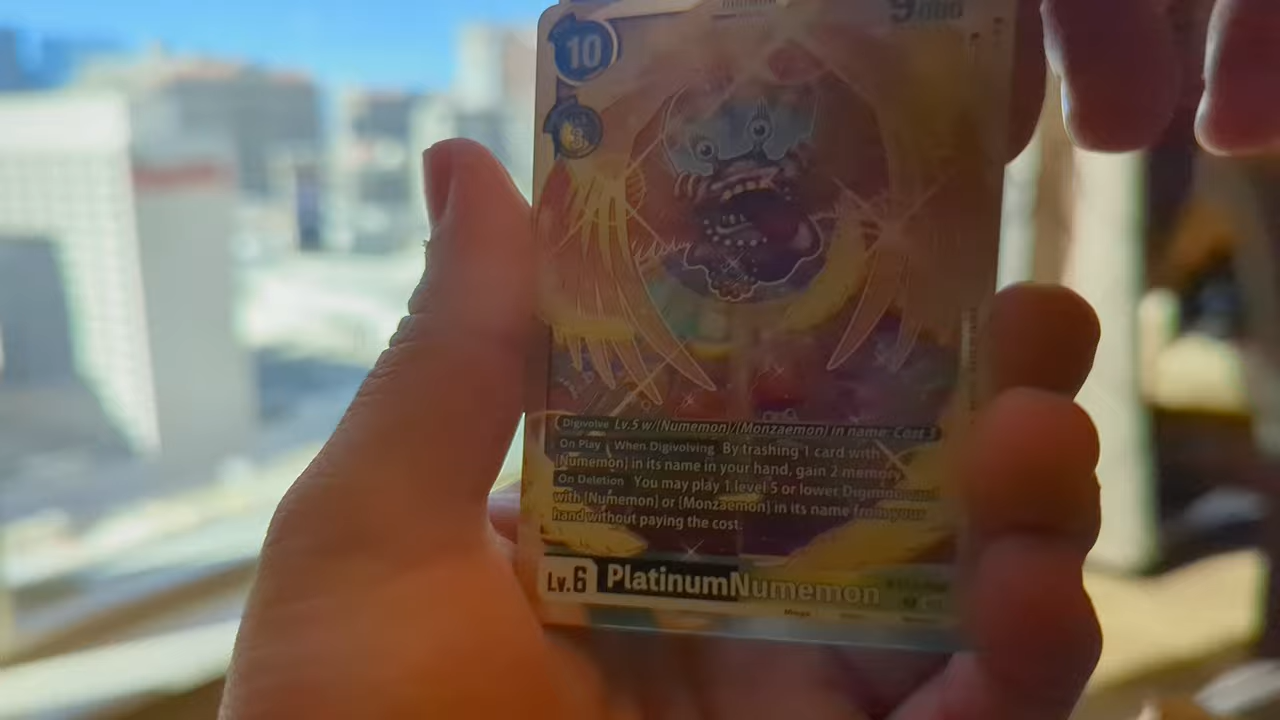 10
9000
Digivolve Lv.5 w/[Numemon]/[Monzaemon] in name: Cost 3
On Play When Digivolving By trashing 1 card with
[Numemon] in its name in your hand, gain 2 memory.
On Deletion You may play 1 level 5 or lower Digimon card
with [Numemon] or [Monzaemon] in its name from your
hand without paying the cost.
Lv.6 PlatinumNumemon